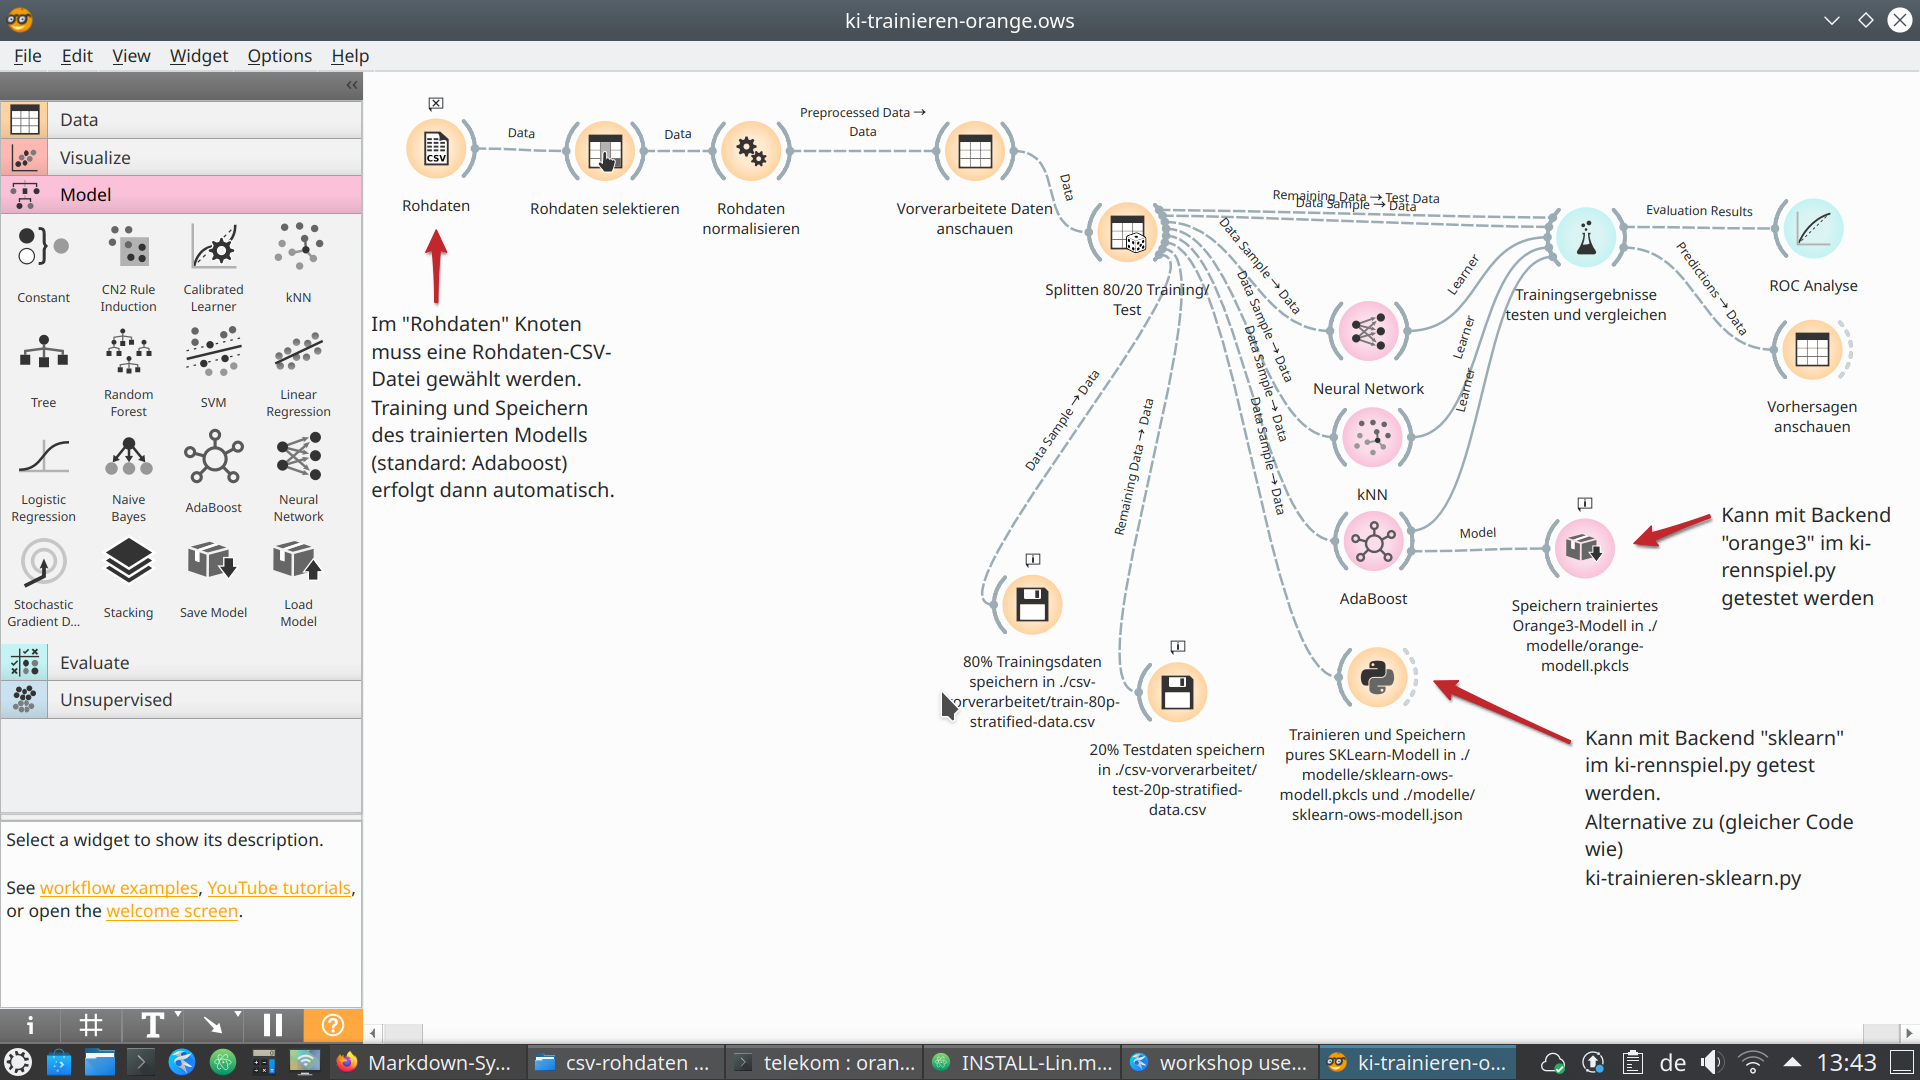 ki-trainieren-orange.ows
File Edit View Widget Options Help
Data
Visualize
Model
Constant
CN2 Rule
Induction
Calibrated
Learner
kNN
Tree
Random
Forest
SVM
Linear
Regression
Logistic
Regression
Naive
Bayes
AdaBoost
Neural
Network
Stochastic
Gradient D...
Stacking
Save Model
Load
Model
Evaluate
Unsupervised
Select a widget to show its description.
See workflow examples, YouTube tutorials,
or open the welcome screen.
CSV
Rohdaten
Data
Rohdaten selektieren
Data
Rohdaten
normalisieren
Preprocessed Data →
Data
Vorverarbeitete Daten
anschauen
Data
Splitten 80/20 Training/
Test
Remaining Data → Test Data
Data Sample → Data
Data Sample → Data
Data Sample → Data
Data Sample → Data
Data Sample → Data
Data Sample → Data
Remaining Data → Data
Learner
Learner
Learner
Trainingsergebnisse
testen und vergleichen
Evaluation Results
ROC Analyse
Predictions → Data
Vorhersagen
anschauen
Neural Network
kNN
AdaBoost
Model
Speichern trainiertes
Orange3-Modell in ./
modelle/orange-
modell.pkcls
Im "Rohdaten" Knoten
muss eine Rohdaten-CSV-
Datei gewählt werden.
Training und Speichern
des trainierten Modells
(standard: Adaboost)
erfolgt dann automatisch.
Kann mit Backend
"orange3" im ki-
rennspiel.py
getestet werden
80% Trainingsdaten
speichern in ./csv-
vorverarbeitet/train-80p-
stratified-data.csv
20% Testdaten speichern
in ./csv-vorverarbeitet/
test-20p-stratified-
data.csv
Trainieren und Speichern
pures SKLearn-Modell in ./
modelle/sklearn-ows-
modell.pkcls und ./modelle/
sklearn-ows-modell.json
Kann mit Backend "sklearn"
im ki-rennspiel.py getest
werden.
Alternative zu (gleicher Code
wie)
ki-trainieren-sklearn.py
Markdown-Sy...
csv-rohdaten ...
telekom : oran...
INSTALL-Lin.m...
workshop use...
ki-trainieren-o...
de
13:43